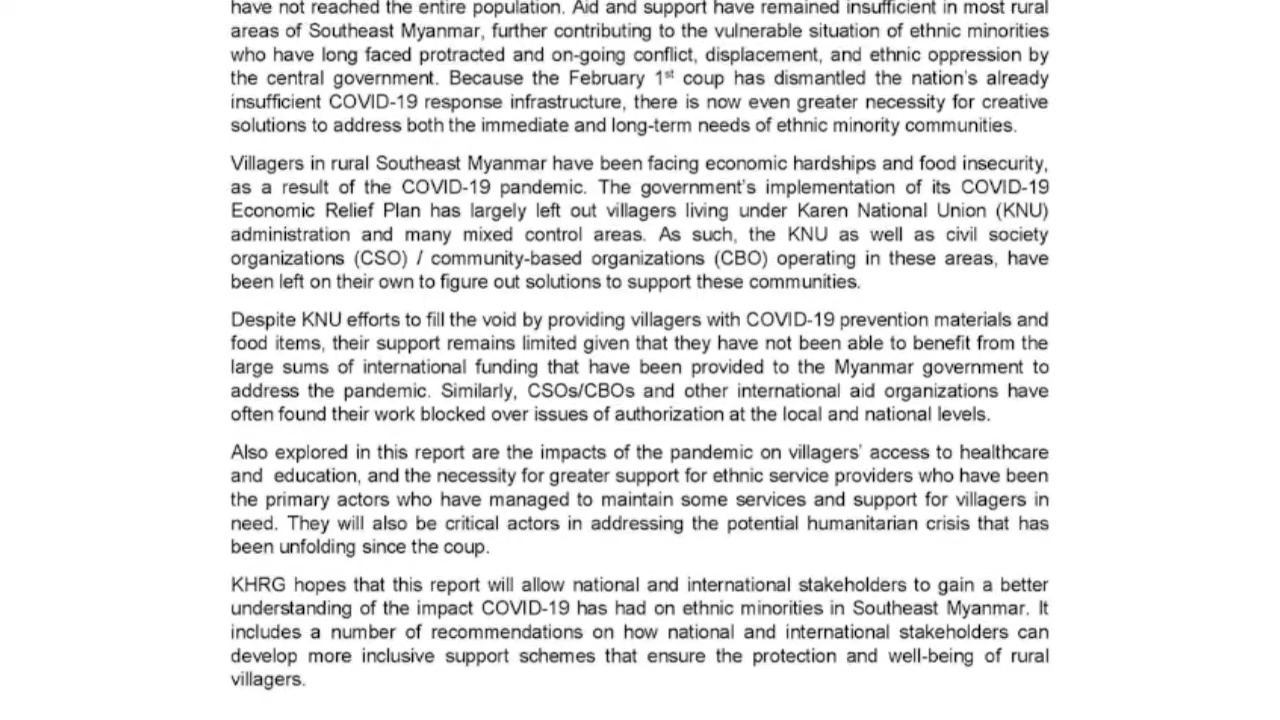 have not reached the entire population. Aid and support have remained insufficient in most rural
areas of Southeast Myanmar, further contributing to the vulnerable situation of ethnic minorities
who have long faced protracted and on-going conflict, displacement, and ethnic oppression by
the central government. Because the February 1st coup has dismantled the nation's already
insufficient COVID-19 response infrastructure, there is now even greater necessity for creative
solutions to address both the immediate and long-term needs of ethnic minority communities.
Villagers in rural Southeast Myanmar have been facing economic hardships and food insecurity,
as a result of the COVID-19 pandemic. The government's implementation of its COVID-19
Economic Relief Plan has largely left out villagers living under Karen National Union (KNU)
administration and many mixed control areas. As such, the KNU as well as civil society
organizations (CSO) / community-based organizations (CBO) operating in these areas, have
been left on their own to figure out solutions to support these communities.
Despite KNU efforts to fill the void by providing villagers with COVID-19 prevention materials and
food items, their support remains limited given that they have not been able to benefit from the
large sums of international funding that have been provided to the Myanmar government to
address the pandemic. Similarly, CSOs/CBOs and other international aid organizations have
often found their work blocked over issues of authorization at the local and national levels.
Also explored in this report are the impacts of the pandemic on villagers' access to healthcare
and education, and the necessity for greater support for ethnic service providers who have been
the primary actors who have managed to maintain some services and support for villagers in
need. They will also be critical actors in addressing the potential humanitarian crisis that has
been unfolding since the coup.
KHRG hopes that this report will allow national and international stakeholders to gain a better
understanding of the impact COVID-19 has had on ethnic minorities in Southeast Myanmar. It
includes a number of recommendations on how national and international stakeholders can
develop more inclusive support schemes that ensure the protection and well-being of rural
villagers.